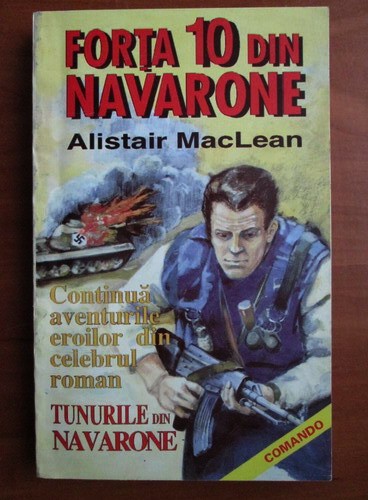 FORȚA 10 DIN
NAVARONE
Alistair MacLean
Continuă
aventurile
eroilor din
celebrul
roman
TUNURILE DIN
NAVARONE
COMANDO